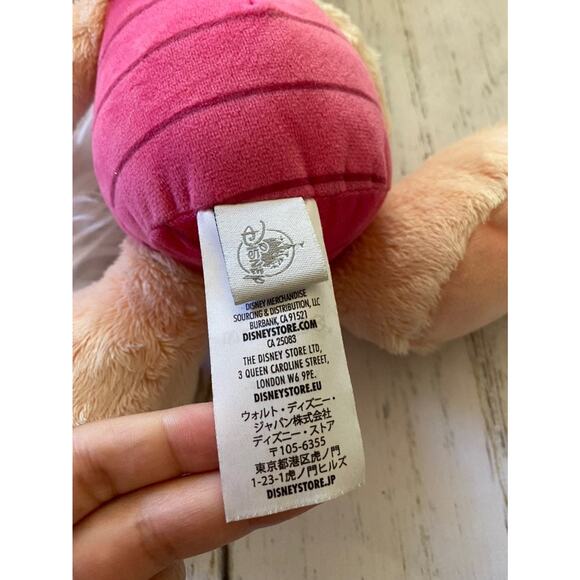 Disney
DISNEY MERCHANDISE
SOURCING & DISTRIBUTION, LLC
BURBANK, CA 91521
DISNEYSTORE.COM
CA 25083
THE DISNEY STORE LTD,
3 QUEEN CAROLINE STREET,
LONDON W6 9PE.
DISNEYSTORE.EU
ウォルト・ディズニー・
ジャパン株式会社
ディズニー・ストア
〒105-6355
東京都港区虎ノ門
1-23-1虎ノ門ヒルズ
DISNEYSTORE.JP